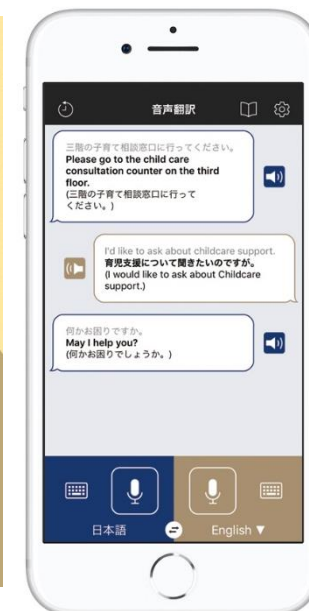 音声翻訳
三階の子育て相談窓口に行ってください。
Please go to the child care
consultation counter on the third
floor.
(三階の子育て相談窓口に行って
ください。)
I'd like to ask about childcare support.
育児支援について聞きたいのですが。
(I would like to ask about Childcare
support.)
何かお困りですか。
May I help you?
(何かお困りでしょうか。)
日本語
English ▼